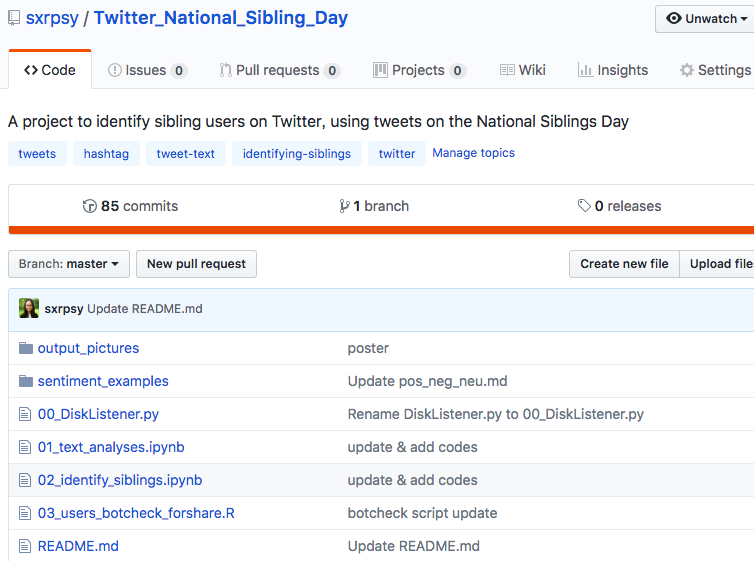 sxrpsy / Twitter_National_Sibling_Day Unwatch
Code Issues 0 Pull requests 0 Projects 0 Wiki Insights Settings
A project to identify sibling users on Twitter, using tweets on the National Siblings Day
tweets hashtag tweet-text identifying-siblings twitter Manage topics
85 commits 1 branch 0 releases
Branch: master New pull request Create new file Upload file
sxrpsy Update README.md
output_pictures poster
sentiment_examples Update pos_neg_neu.md
00_DiskListener.py Rename DiskListener.py to 00_DiskListener.py
01_text_analyses.ipynb update & add codes
02_identify_siblings.ipynb update & add codes
03_users_botcheck_forshare.R botcheck script update
README.md Update README.md